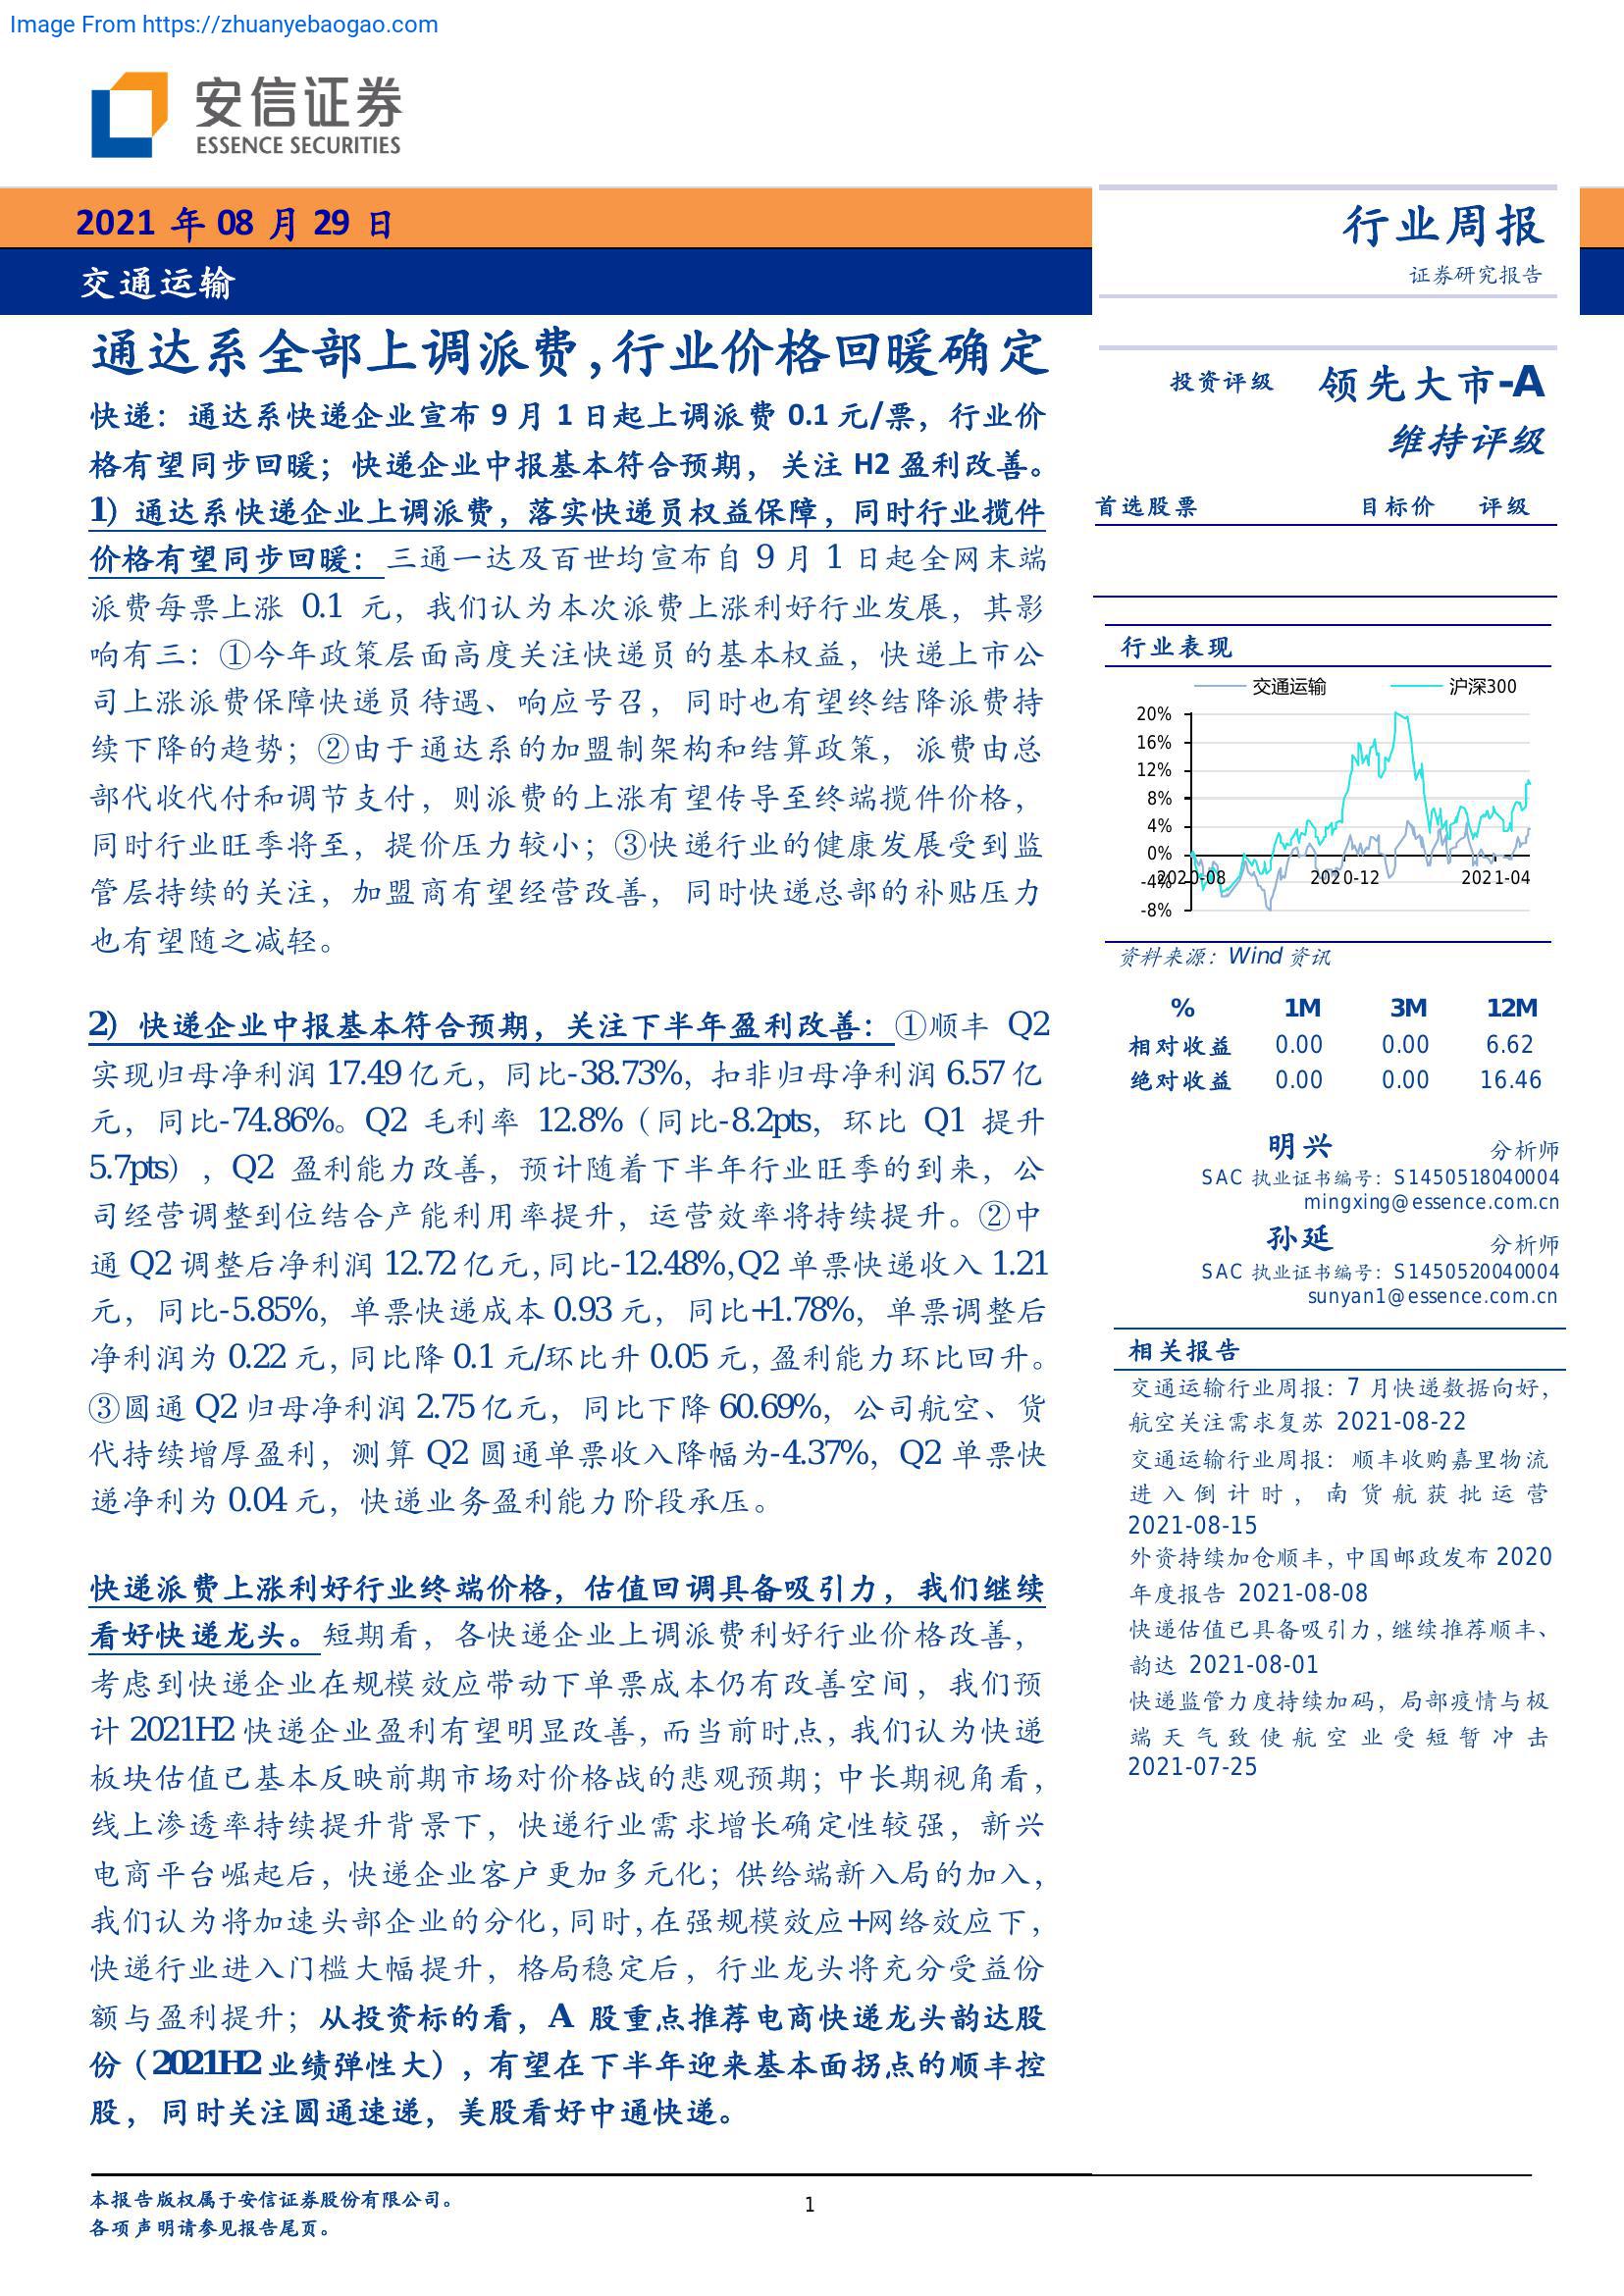 Image From https://zhuanyebaogao.com
安信证券
ESSENCE SECURITIES
2021 年 08 月 29 日
交通运输
行业周报
证券研究报告
通达系全部上调派费,行业价格回暖确定
快递：通达系快递企业宣布 9 月 1 日起上调派费 0.1 元/票，行业价
格有望同步回暖；快递企业中报基本符合预期，关注 H2 盈利改善。
1）通达系快递企业上调派费，落实快递员权益保障，同时行业揽件
价格有望同步回暖：三通一达及百世均宣布自 9 月 1 日起全网末端
派费每票上涨 0.1 元，我们认为本次派费上涨利好行业发展，其影
响有三：①今年政策层面高度关注快递员的基本权益，快递上市公
司上涨派费保障快递员待遇、响应号召，同时也有望终结降派费持
续下降的趋势；②由于通达系的加盟制架构和结算政策，派费由总
部代收代付和调节支付，则派费的上涨有望传导至终端揽件价格，
同时行业旺季将至，提价压力较小；③快递行业的健康发展受到监
管层持续的关注，加盟商有望经营改善，同时快递总部的补贴压力
也有望随之减轻。
2）快递企业中报基本符合预期，关注下半年盈利改善：①顺丰 Q2
实现归母净利润 17.49 亿元，同比-38.73%，扣非归母净利润 6.57 亿
元，同比-74.86%。Q2 毛利率 12.8%（同比-8.2pts，环比 Q1 提升
5.7pts），Q2 盈利能力改善，预计随着下半年行业旺季的到来，公
司经营调整到位结合产能利用率提升，运营效率将持续提升。②中
通 Q2 调整后净利润 12.72 亿元,同比-12.48%,Q2 单票快递收入 1.21
元，同比-5.85%，单票快递成本 0.93 元，同比+1.78%，单票调整后
净利润为 0.22 元,同比降 0.1 元/环比升 0.05 元,盈利能力环比回升。
③圆通 Q2 归母净利润 2.75 亿元，同比下降 60.69%，公司航空、货
代持续增厚盈利，测算 Q2 圆通单票收入降幅为-4.37%，Q2 单票快
递净利为 0.04 元，快递业务盈利能力阶段承压。
快递派费上涨利好行业终端价格，估值回调具备吸引力，我们继续
看好快递龙头。短期看，各快递企业上调派费利好行业价格改善，
考虑到快递企业在规模效应带动下单票成本仍有改善空间，我们预
计 2021H2 快递企业盈利有望明显改善,而当前时点,我们认为快递
板块估值已基本反映前期市场对价格战的悲观预期；中长期视角看，
线上渗透率持续提升背景下，快递行业需求增长确定性较强，新兴
电商平台崛起后，快递企业客户更加多元化；供给端新入局的加入，
我们认为将加速头部企业的分化,同时,在强规模效应+网络效应下，
快递行业进入门槛大幅提升，格局稳定后，行业龙头将充分受益份
额与盈利提升；从投资标的看，A 股重点推荐电商快递龙头韵达股
份（2021H2 业绩弹性大），有望在下半年迎来基本面拐点的顺丰控
股，同时关注圆通速递，美股看好中通快递。
投资评级 领先大市-A
维持评级
首选股票 目标价 评级
行业表现
交通运输 沪深300
20%
16%
12%
8%
4%
0%
-4%
-8%
2020-08 2020-12 2021-04
资料来源：Wind 资讯
% 1M 3M 12M
相对收益 0.00 0.00 6.62
绝对收益 0.00 0.00 16.46
明兴 分析师
SAC 执业证书编号：S1450518040004
mingxing@essence.com.cn
孙延 分析师
SAC 执业证书编号：S1450520040004
sunyan1@essence.com.cn
相关报告
交通运输行业周报：7 月快递数据向好，
航空关注需求复苏 2021-08-22
交通运输行业周报：顺丰收购嘉里物流
进入倒计时，南货航获批运营
2021-08-15
外资持续加仓顺丰,中国邮政发布 2020
年度报告 2021-08-08
快递估值已具备吸引力,继续推荐顺丰、
韵达 2021-08-01
快递监管力度持续加码，局部疫情与极
端天气致使航空业受短暂冲击
2021-07-25
本报告版权属于安信证券股份有限公司。
各项声明请参见报告尾页。
1